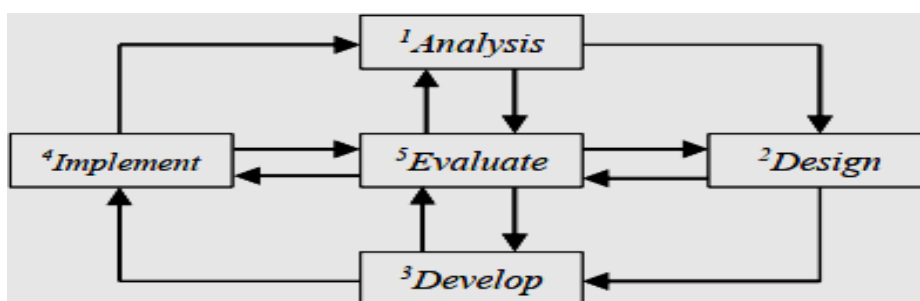 ¹Analysis
⁴Implement
⁵Evaluate
²Design
³Develop